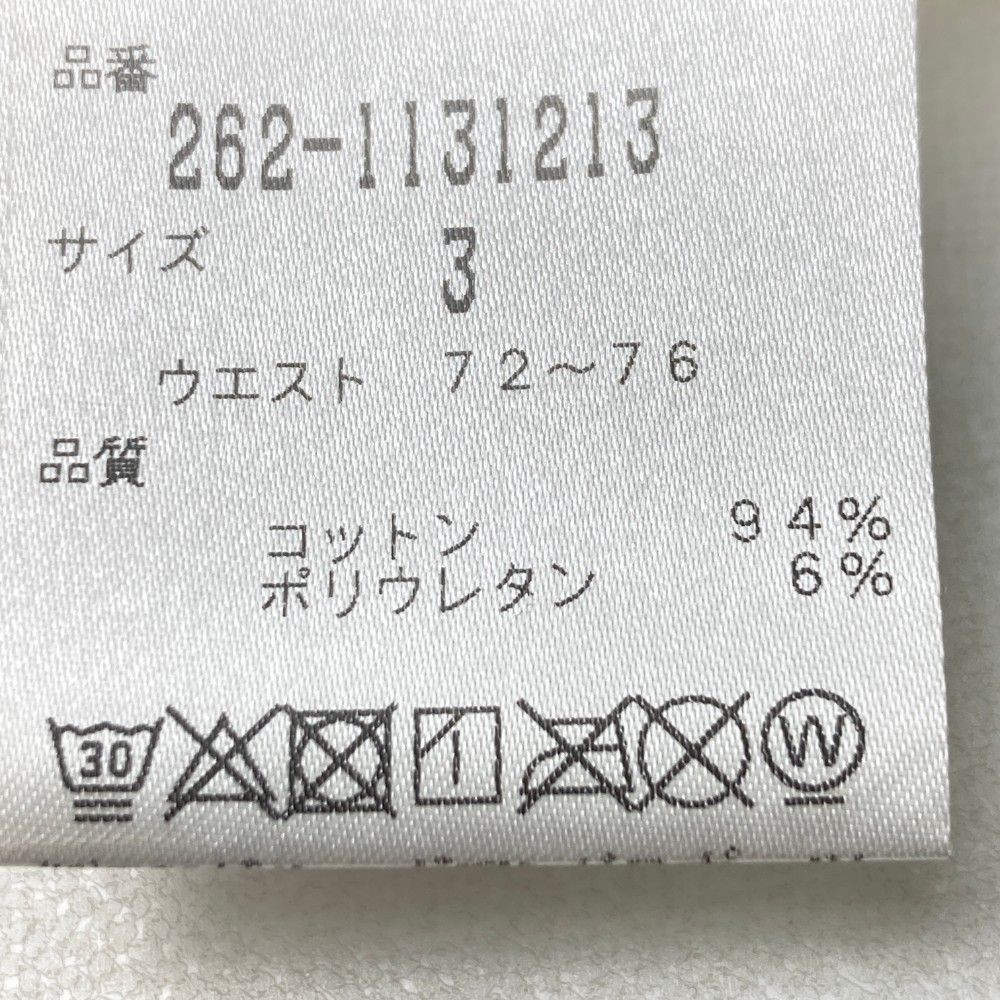 品番
262-1131213
サイズ 3
ウエスト 72〜76
品質
コットン 94%
ポリウレタン 6%
30 W